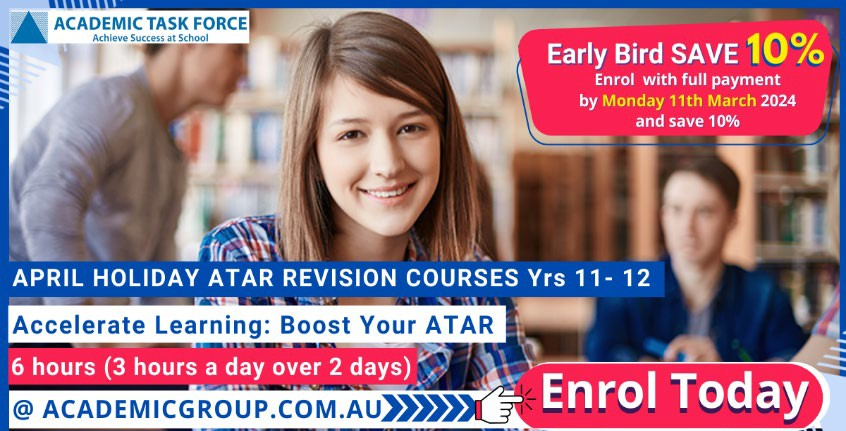 ACADEMIC TASK FORCE
Achieve Success at School
Early Bird SAVE 10%
Enrol with full payment
by Monday 11th March 2024
and save 10%
APRIL HOLIDAY ATAR REVISION COURSES Yrs 11- 12
Accelerate Learning: Boost Your ATAR
6 hours (3 hours a day over 2 days)
@ ACADEMICGROUP.COM.AU
Enrol Today